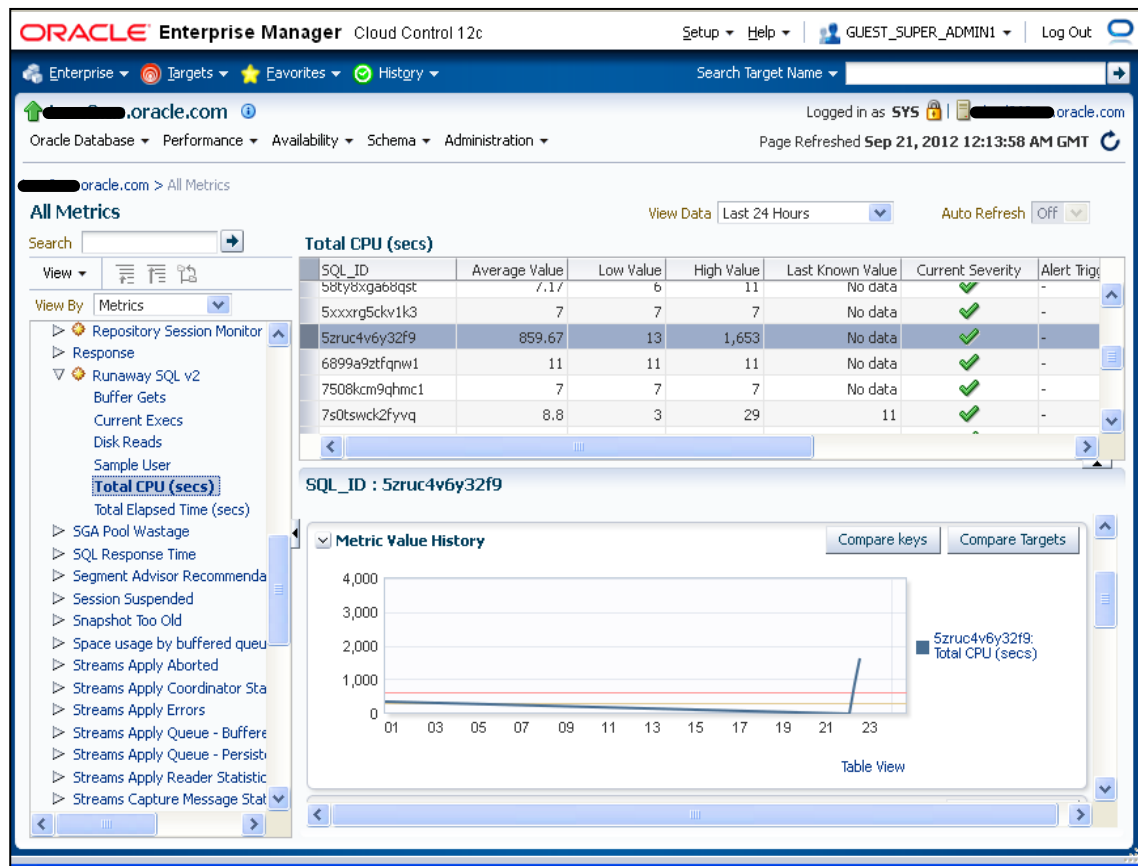 ORACLE Enterprise Manager Cloud Control 12c
Setup Help GUEST_SUPER_ADMIN1 Log Out
Enterprise Targets Favorites History Search Target Name
.oracle.com
Logged in as SYS .oracle.com
Oracle Database Performance Availability Schema Administration
Page Refreshed Sep 21, 2012 12:13:58 AM GMT
oracle.com > All Metrics
All Metrics
View Data Last 24 Hours Auto Refresh Off
Search
View
View By Metrics
Repository Session Monitor
Response
Runaway SQL v2
Buffer Gets
Current Execs
Disk Reads
Sample User
Total CPU (secs)
Total Elapsed Time (secs)
SGA Pool Wastage
SQL Response Time
Segment Advisor Recommenda
Session Suspended
Snapshot Too Old
Space usage by buffered queu
Streams Apply Aborted
Streams Apply Coordinator Sta
Streams Apply Errors
Streams Apply Queue - Buffere
Streams Apply Queue - Persist
Streams Apply Reader Statistic
Streams Capture Message Stat
Total CPU (secs)
SQL_ID Average Value Low Value High Value Last Known Value Current Severity Alert Trigg
58ty8xga68qst 7.17 6 11 No data -
5xxxrg5ckv1k3 7 7 7 No data -
5zruc4v6y32f9 859.67 13 1,653 No data -
6899a9ztfqnw1 11 11 11 No data -
7508kcm9qhmc1 7 7 7 No data -
7s0tswck2fyvq 8.8 3 29 11 -
SQL_ID : 5zruc4v6y32f9
Metric Value History Compare keys Compare Targets
4,000
3,000
2,000
1,000
0
01 03 05 07 09 11 13 15 17 19 21 23
5zruc4v6y32f9:
Total CPU (secs)
Table View